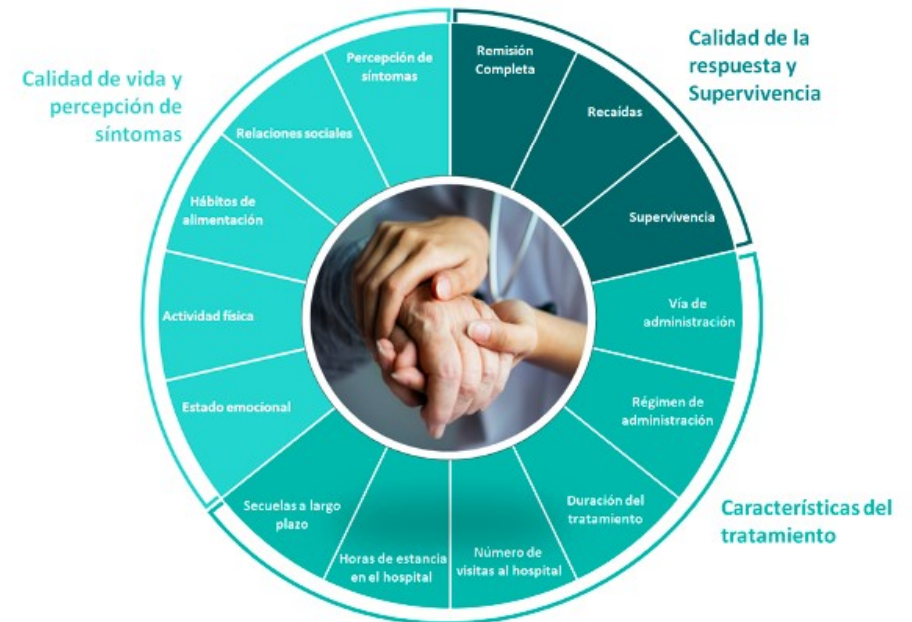 Calidad de vida y
percepción de
síntomas
Percepción de
síntomas
Relaciones sociales
Hábitos de
alimentación
Actividad física
Estado emocional
Remisión
Completa
Recaídas
Supervivencia
Calidad de la
respuesta y
Supervivencia
Vía de
administración
Régimen de
administración
Duración del
tratamiento
Número de
visitas al hospital
Horas de estancia
en el hospital
Secuelas a largo
plazo
Características del
tratamiento